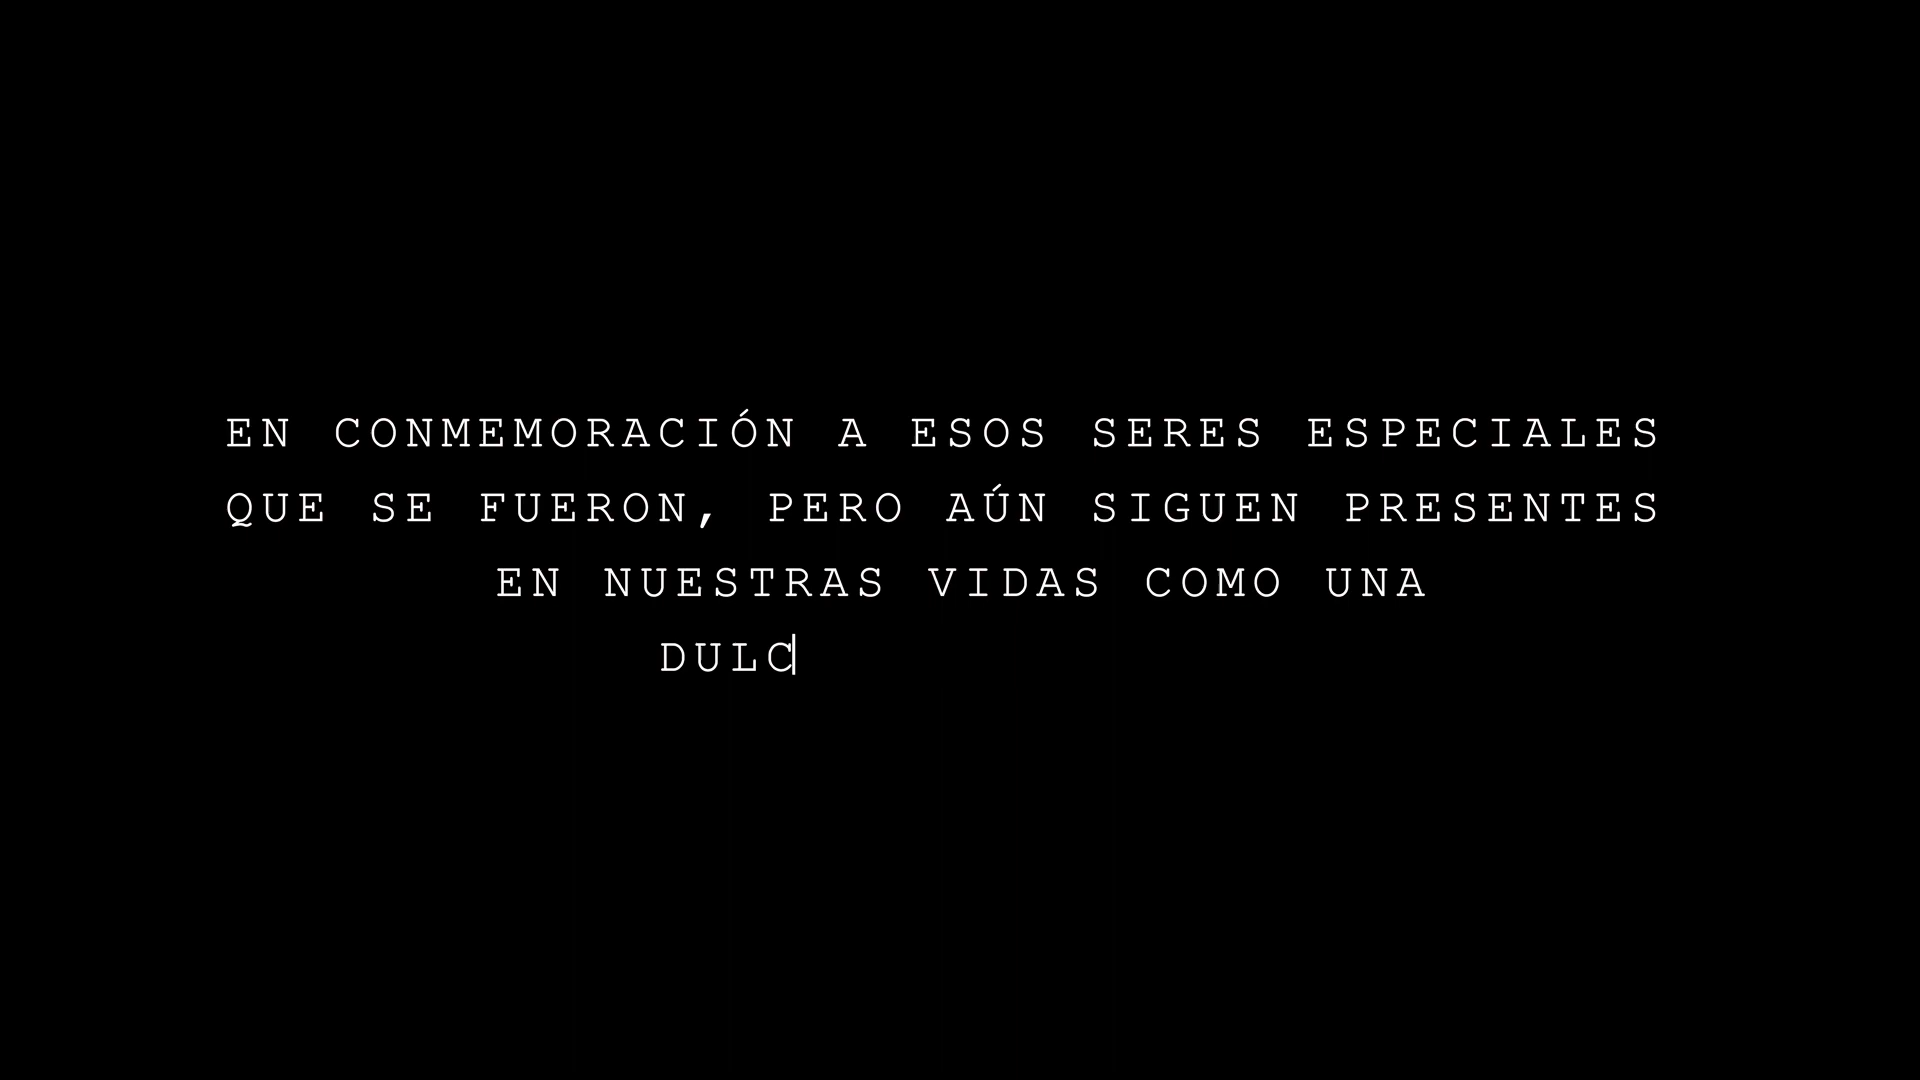 EN CONMEMORACIÓN A ESOS SERES ESPECIALES
QUE SE FUERON, PERO AÚN SIGUEN PRESENTES
EN NUESTRAS VIDAS COMO UNA
DULC